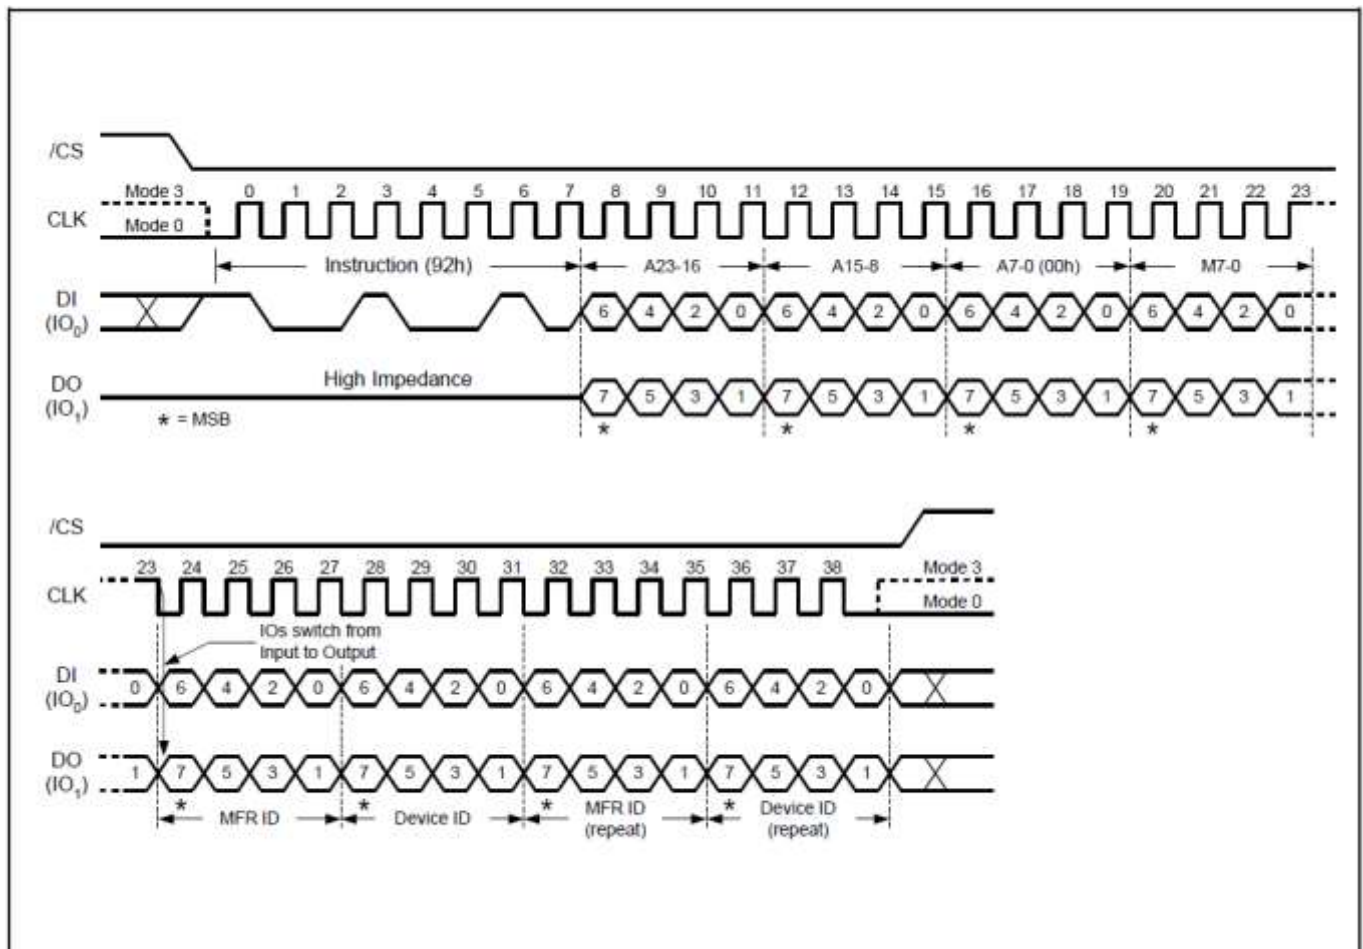 /CS
Mode 3 0 1 2 3 4 5 6 7 8 9 10 11 12 13 14 15 16 17 18 19 20 21 22 23
CLK
Mode 0
Instruction (92h) A23-16 A15-8 A7-0 (00h) M7-0
DI
(IO0) 6 4 2 0 6 4 2 0 6 4 2 0 6 4 2 0
High Impedance
DO
(IO1) 7 5 3 1 7 5 3 1 7 5 3 1 7 5 3 1
* = MSB * * * *
/CS
23 24 25 26 27 28 29 30 31 32 33 34 35 36 37 38 Mode 3
CLK
Mode 0
IOs switch from
Input to Output
DI
(IO0) 0 6 4 2 0 6 4 2 0 6 4 2 0 6 4 2 0
DO
(IO1) 1 7 5 3 1 7 5 3 1 7 5 3 1 7 5 3 1
* * * *
MFR ID Device ID MFR ID Device ID
(repeat) (repeat)